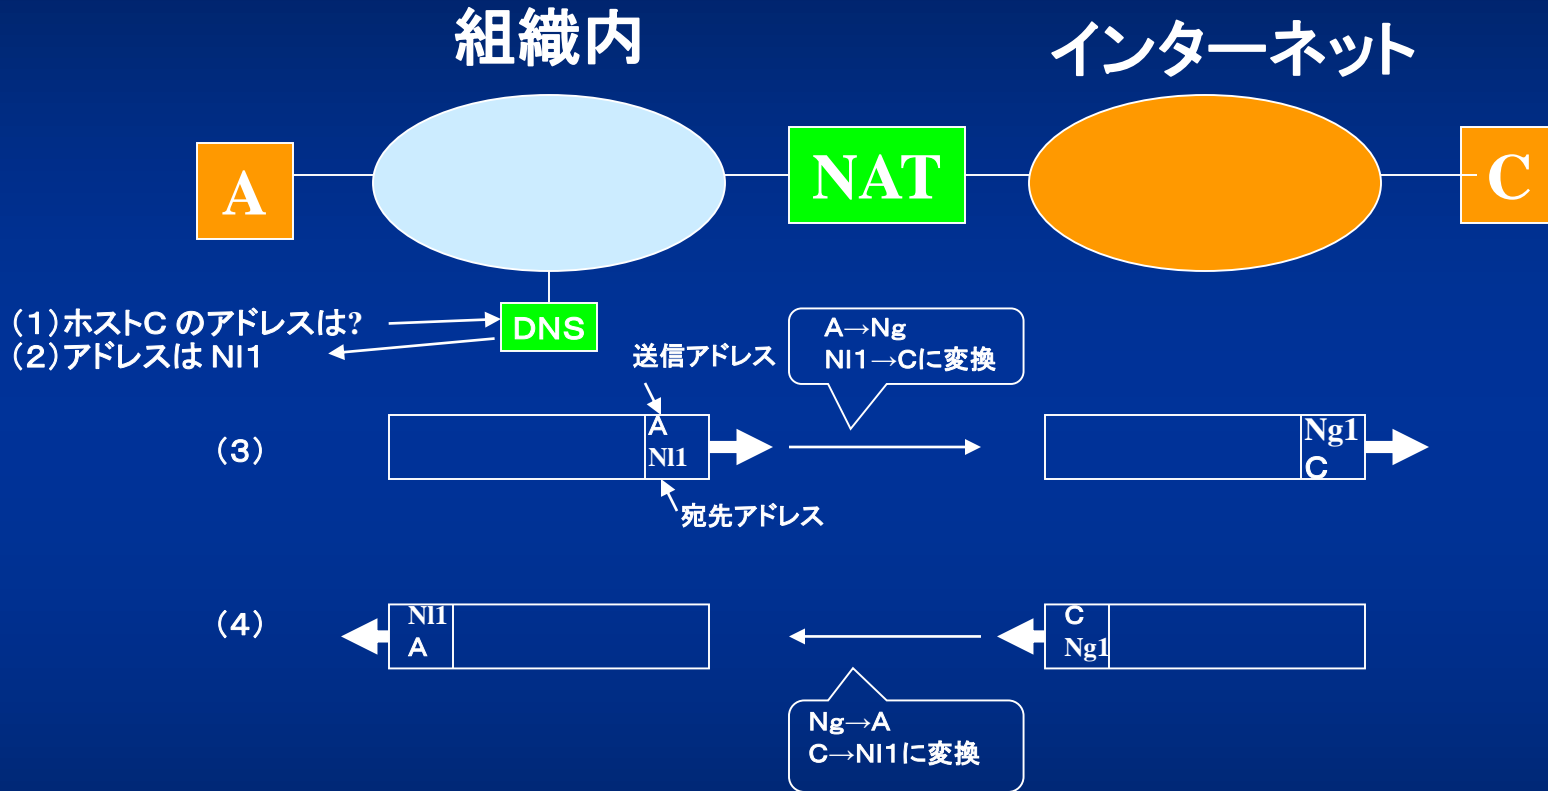 組織内
インターネット
A
NAT
C
(1)ホストC のアドレスは?
(2)アドレスは Nl1
DNS
送信アドレス
A→Ng
Nl1→Cに変換
(3)
A
Nl1
Ng1
C
宛先アドレス
(4)
Nl1
A
C
Ng1
Ng→A
C→Nl1に変換